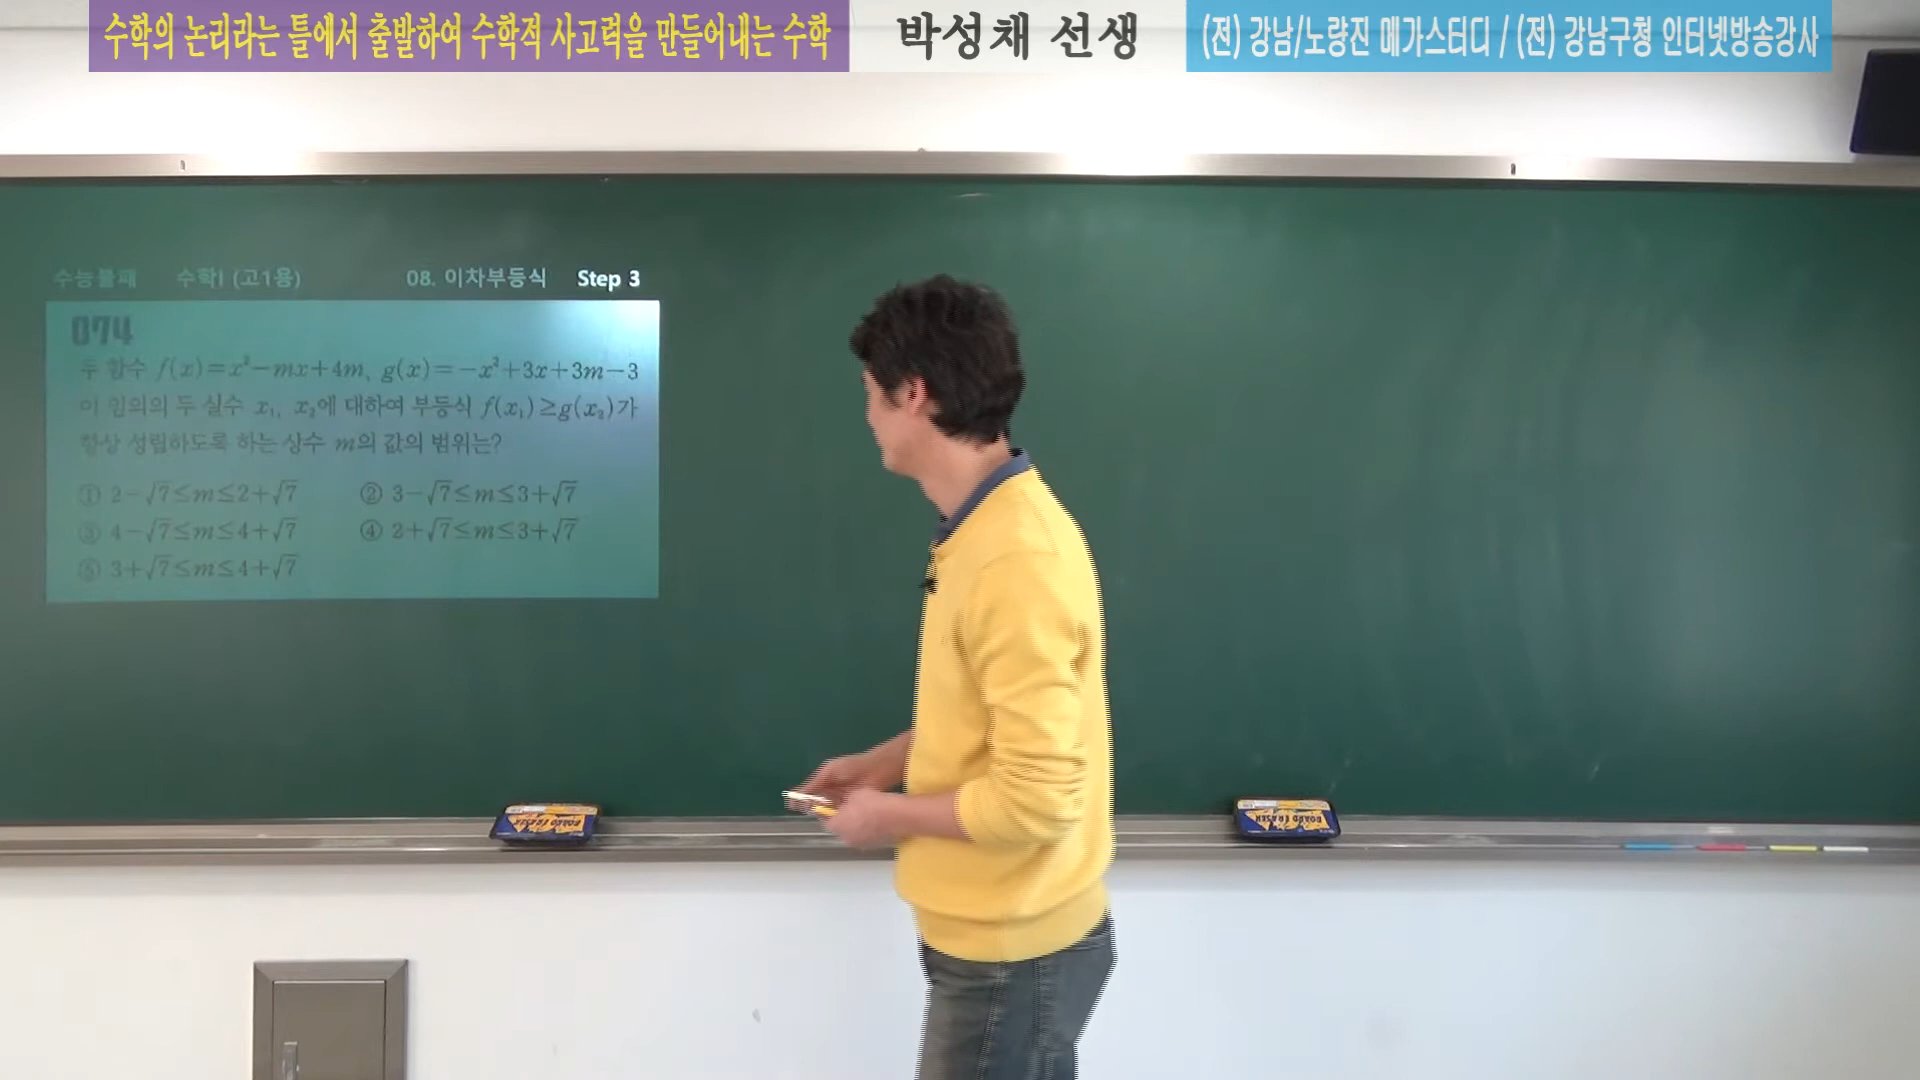 수학의 논리라는 틀에서 출발하여 수학적 사고력을 만들어내는 수학
박성채 선생
(전) 강남/노량진 메가스터디 / (전) 강남구청 인터넷방송강사
수능불패 수학I (고1용) 08. 이차부등식 Step 3
074
두 함수 f(x)=x²-mx+4m, g(x)=-x²+3x+3m-3
이 임의의 두 실수 x₁, x₂에 대하여 부등식 f(x₁)≥g(x₂)가
항상 성립하도록 하는 상수 m의 값의 범위는?
① 2-√7≤m≤2+√7 ② 3-√7≤m≤3+√7
③ 4-√7≤m≤4+√7 ④ 2+√7≤m≤3+√7
⑤ 3+√7≤m≤4+√7
BOARD ERASER
BOARD ERASER